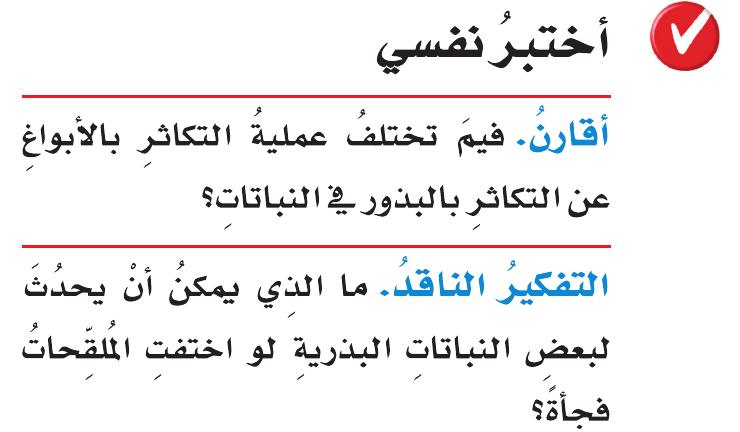 أختبرُ نفسي
أقارنُ. فيمَ تختلفُ عمليةُ التكاثرِ بالأبواغِ
عن التكاثرِ بالبذور في النباتاتِ؟
التفكيرُ الناقدُ. ما الذِي يمكنُ أنْ يحدُثَ
لبعضِ النباتاتِ البذريةِ لو اختفتِ المُلقِّحاتُ
فجأةً؟